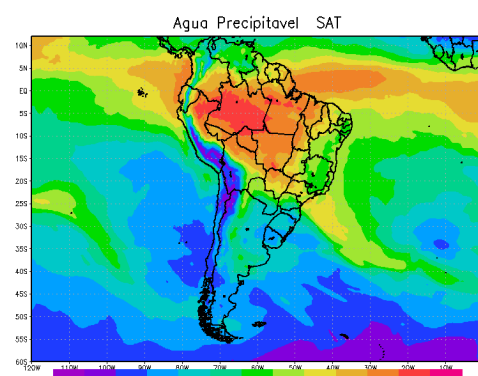 Agua Precipitavel SAT
10N
5N
EQ
5S
10S
15S
20S
25S
30S
35S
40S
45S
50S
55S
60S
120W 110W 100W 90W 80W 70W 60W 50W 40W 30W 20W 10W